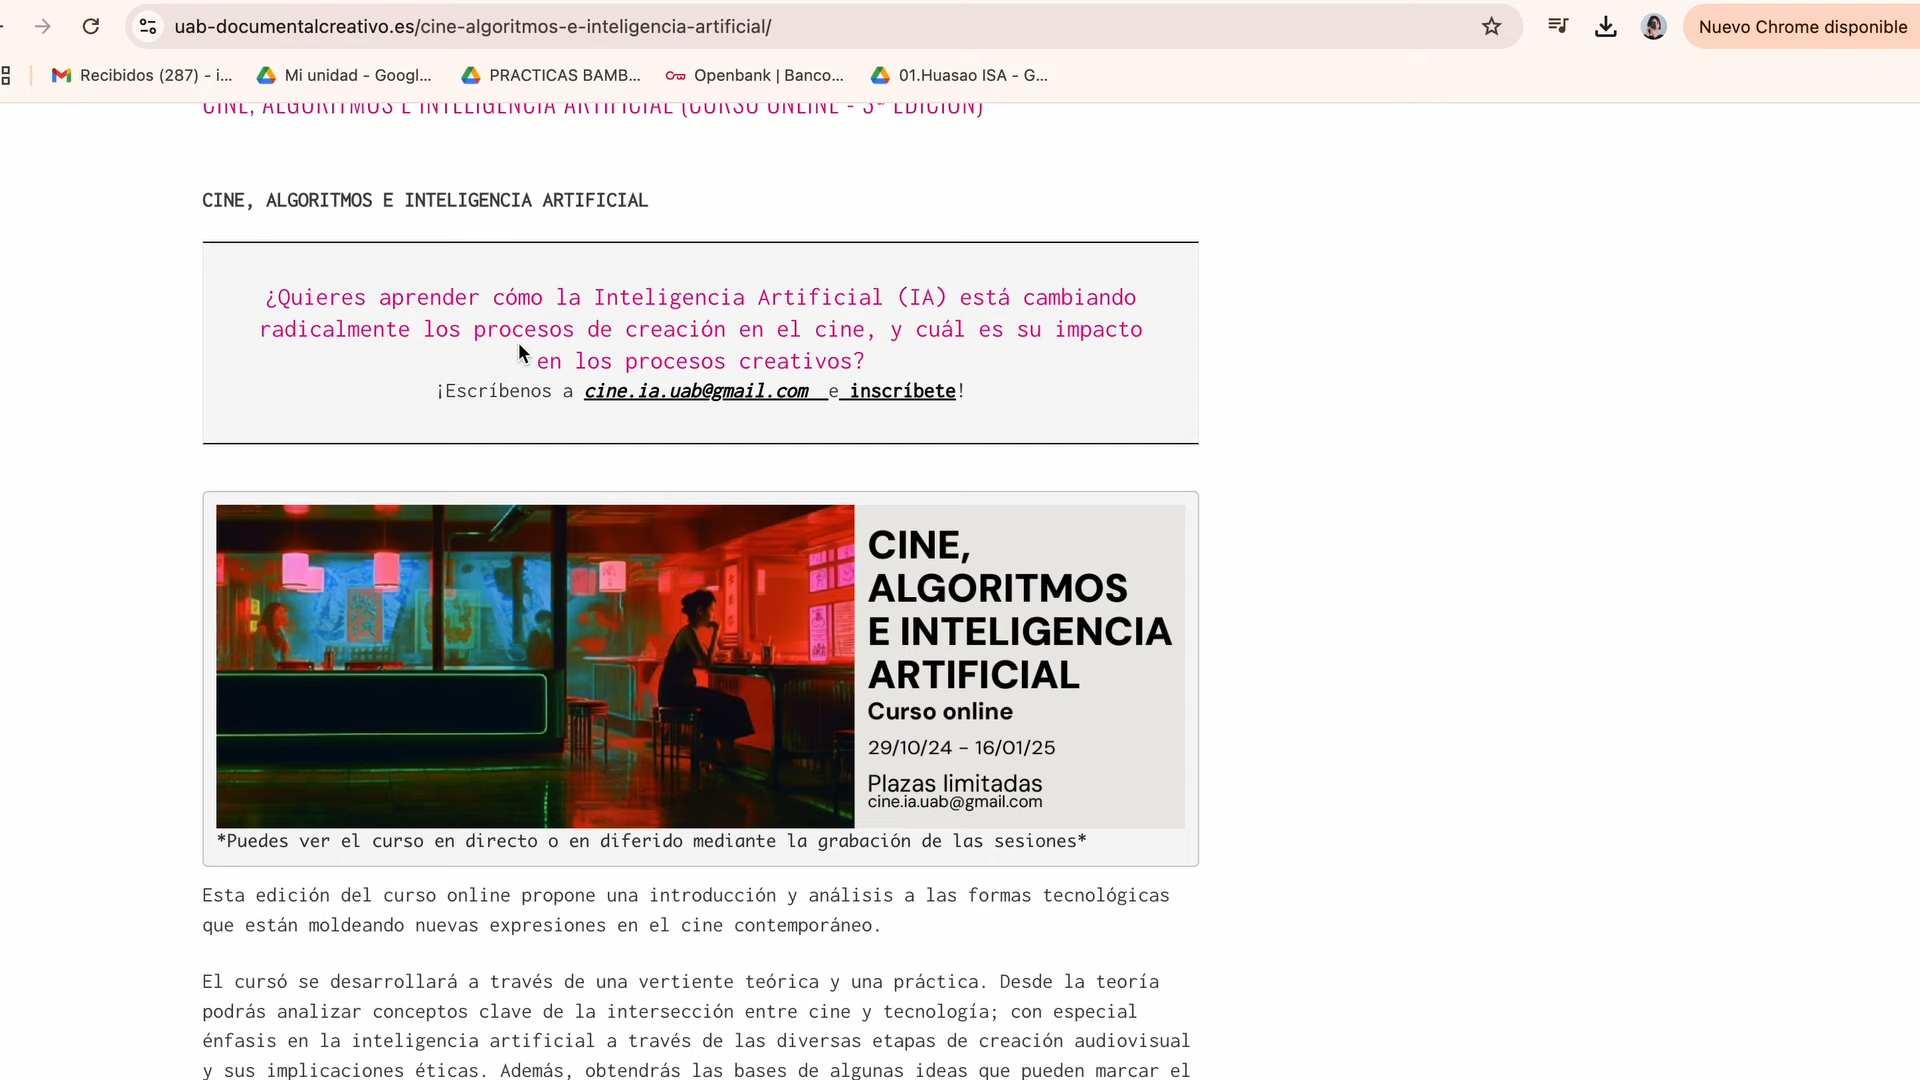 uab-documentalcreativo.es/cine-algoritmos-e-inteligencia-artificial/
Nuevo Chrome disponible
Recibidos (287) - i...
Mi unidad - Googl...
PRACTICAS BAMB...
Openbank | Banco...
01.Huasao ISA - G...
CINE, ALGORITMOS E INTELIGENCIA ARTIFICIAL (CURSO ONLINE - 3ª EDICIÓN)
CINE, ALGORITMOS E INTELIGENCIA ARTIFICIAL
¿Quieres aprender cómo la Inteligencia Artificial (IA) está cambiando
radicalmente los procesos de creación en el cine, y cuál es su impacto
en los procesos creativos?
¡Escríbenos a cine.ia.uab@gmail.com e inscríbete!
CINE,
ALGORITMOS
E INTELIGENCIA
ARTIFICIAL
Curso online
29/10/24 - 16/01/25
Plazas limitadas
cine.ia.uab@gmail.com
*Puedes ver el curso en directo o en diferido mediante la grabación de las sesiones*
Esta edición del curso online propone una introducción y análisis a las formas tecnológicas
que están moldeando nuevas expresiones en el cine contemporáneo.
El cursó se desarrollará a través de una vertiente teórica y una práctica. Desde la teoría
podrás analizar conceptos clave de la intersección entre cine y tecnología; con especial
énfasis en la inteligencia artificial a través de las diversas etapas de creación audiovisual
y sus implicaciones éticas. Además, obtendrás las bases de algunas ideas que pueden marcar el